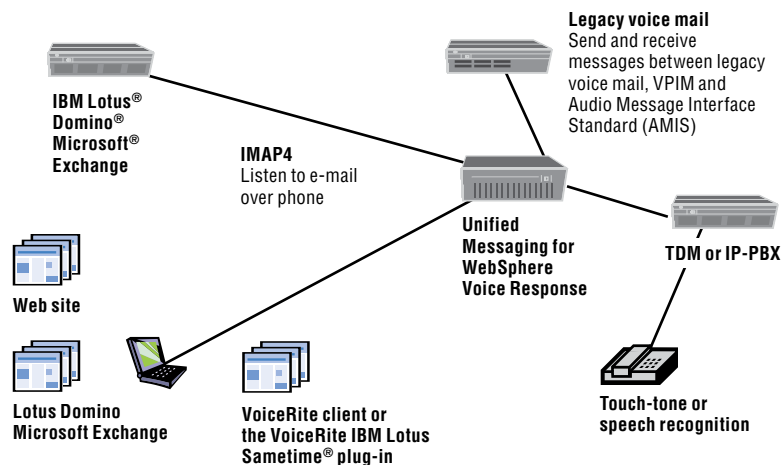 Legacy voice mail
Send and receive
messages between legacy
voice mail, VPIM and
Audio Message Interface
Standard (AMIS)
IBM Lotus®
Domino®
Microsoft®
Exchange
IMAP4
Listen to e-mail
over phone
Unified
Messaging for
WebSphere
Voice Response
TDM or IP-PBX
Web site
Lotus Domino
Microsoft Exchange
VoiceRite client or
the VoiceRite IBM Lotus
Sametime® plug-in
Touch-tone or
speech recognition